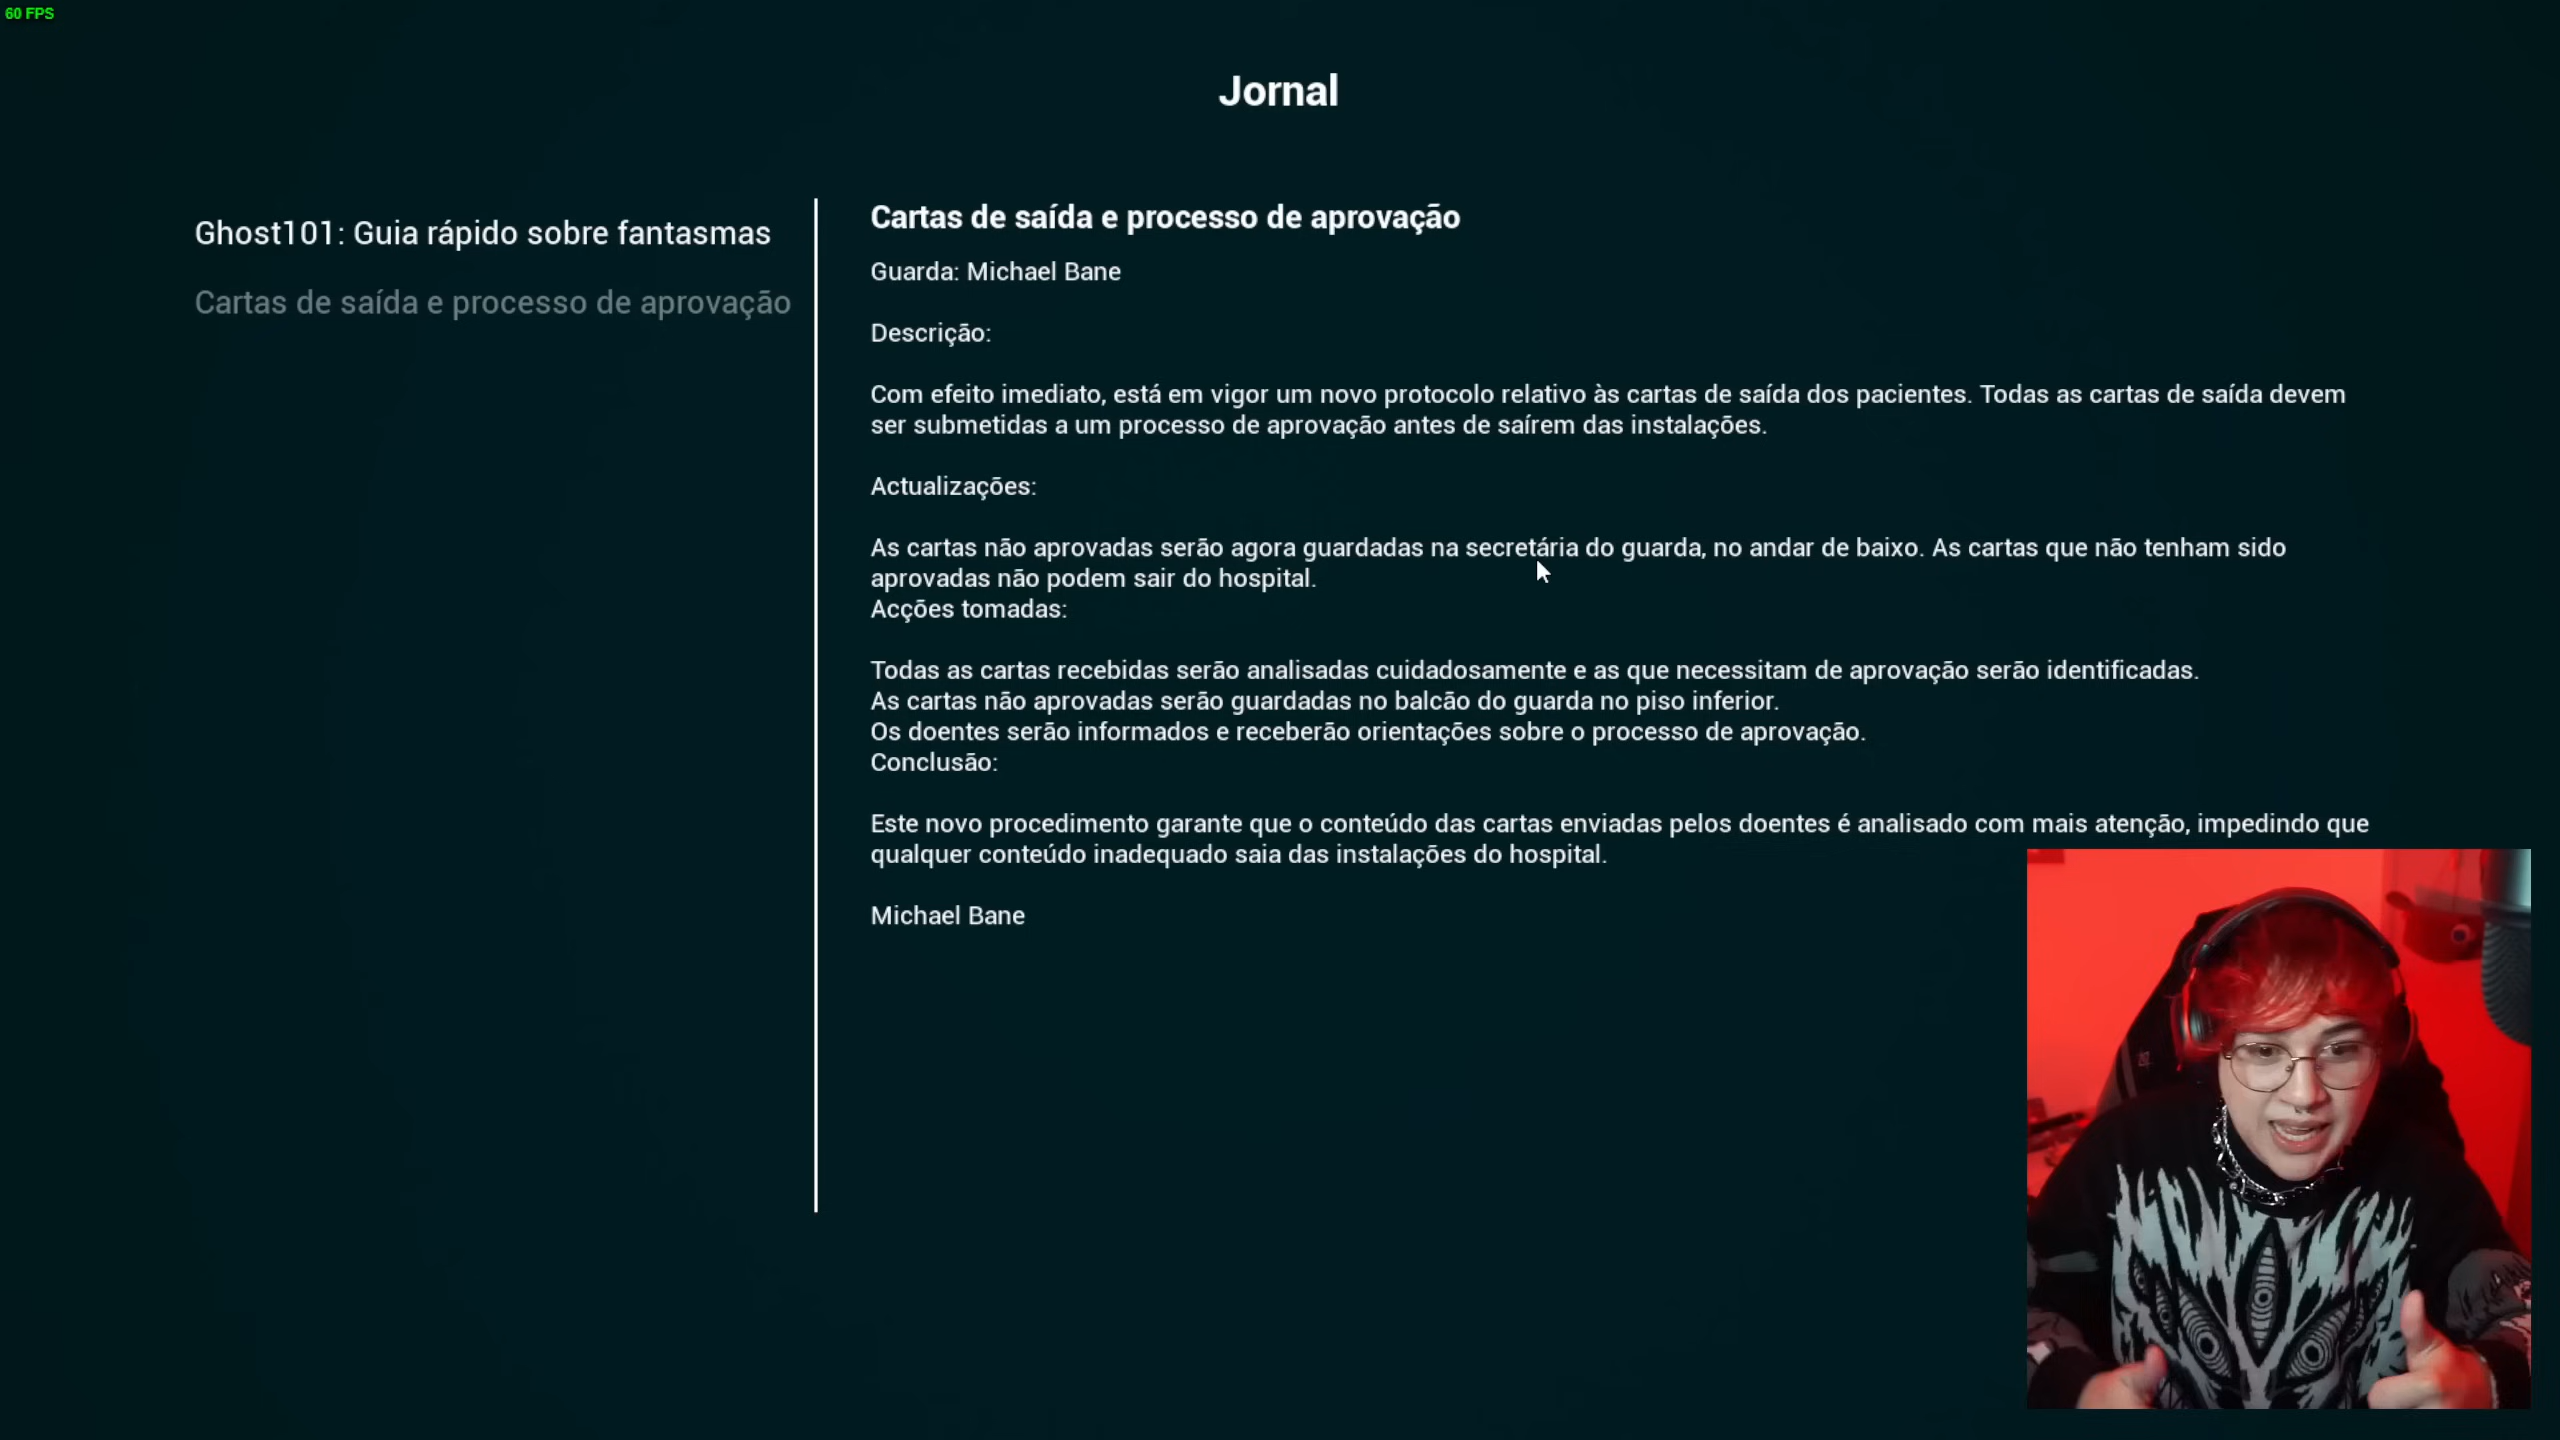 60 FPS
Jornal
Ghost101: Guia rápido sobre fantasmas
Cartas de saída e processo de aprovação
Cartas de saída e processo de aprovação
Guarda: Michael Bane
Descrição:
Com efeito imediato, está em vigor um novo protocolo relativo às cartas de saída dos pacientes. Todas as cartas de saída devem
ser submetidas a um processo de aprovação antes de saírem das instalações.
Actualizações:
As cartas não aprovadas serão agora guardadas na secretária do guarda, no andar de baixo. As cartas que não tenham sido
aprovadas não podem sair do hospital.
Acções tomadas:
Todas as cartas recebidas serão analisadas cuidadosamente e as que necessitam de aprovação serão identificadas.
As cartas não aprovadas serão guardadas no balcão do guarda no piso inferior.
Os doentes serão informados e receberão orientações sobre o processo de aprovação.
Conclusão:
Este novo procedimento garante que o conteúdo das cartas enviadas pelos doentes é analisado com mais atenção, impedindo que
qualquer conteúdo inadequado saia das instalações do hospital.
Michael Bane